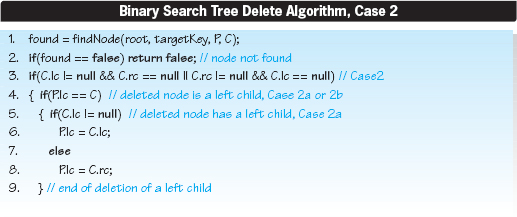 Binary Search Tree Delete Algorithm, Case 2
1. found = findNode(root, targetKey, P, C);
2. if(found == false) return false; // node not found
3. if(C.lc != null && C.rc == null || C.rc != null && C.lc == null) // Case2
4. { if(P.lc == C) // deleted node is a left child, Case 2a or 2b
5. { if(C.lc != null) // deleted node has a left child, Case 2a
6. P.lc = C.lc;
7. else
8. P.lc = C.rc;
9. } // end of deletion of a left child